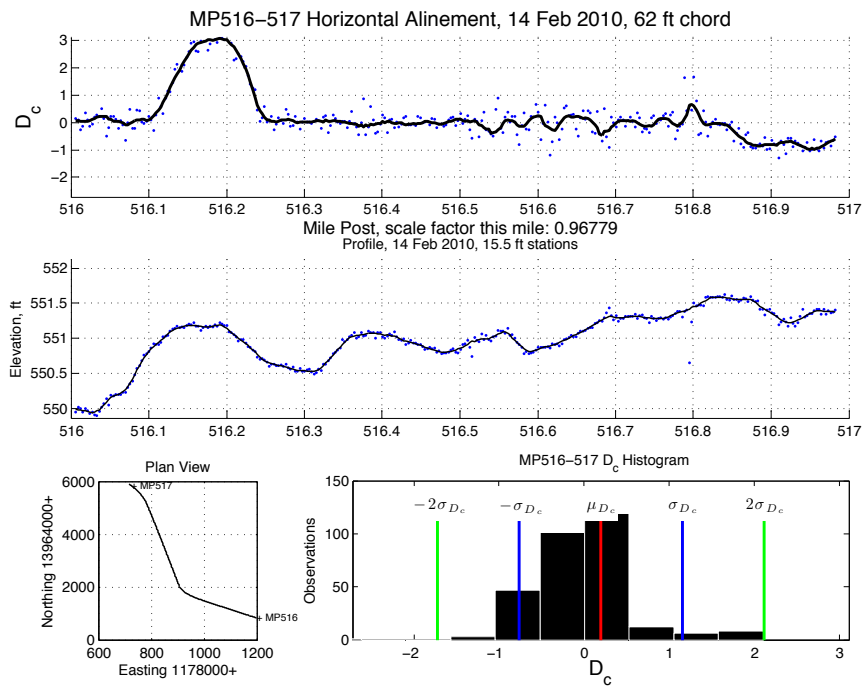 MP516−517 Horizontal Alinement, 14 Feb 2010, 62 ft chord
3
2
1
0
−1
−2
D_c
516 516.1 516.2 516.3 516.4 516.5 516.6 516.7 516.8 516.9 517
Mile Post, scale factor this mile: 0.96779
Profile, 14 Feb 2010, 15.5 ft stations
552
551.5
551
550.5
550
Elevation, ft
516 516.1 516.2 516.3 516.4 516.5 516.6 516.7 516.8 516.9 517
Plan View
6000
4000
2000
0
Northing 13964000+
MP517
MP516
600 800 1000 1200
Easting 1178000+
MP516−517 D_c Histogram
150
100
50
0
Observations
−2σ_{D_c} −σ_{D_c} μ_{D_c} σ_{D_c} 2σ_{D_c}
−2 −1 0 1 2 3
D_c